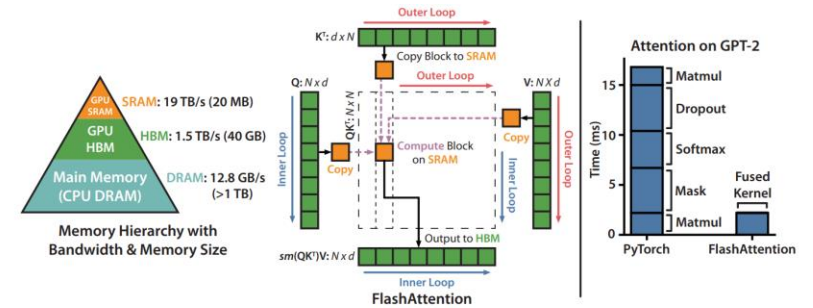 GPU
SRAM
SRAM: 19 TB/s (20 MB)
GPU
HBM
HBM: 1.5 TB/s (40 GB)
Main Memory
(CPU DRAM)
DRAM: 12.8 GB/s
(>1 TB)
Memory Hierarchy with
Bandwidth & Memory Size
Outer Loop
Kᵀ: d x N
Copy Block to SRAM
Outer Loop
Q: N x d
V: N X d
QKᵀ: N x N
Inner Loop
Copy
Compute Block
on SRAM
Copy
Inner Loop
Outer Loop
Output to HBM
sm(QKᵀ)V: N x d
Inner Loop
FlashAttention
Attention on GPT-2
Time (ms)
15
10
5
0
Matmul
Dropout
Softmax
Mask
Matmul
Fused
Kernel
PyTorch
FlashAttention